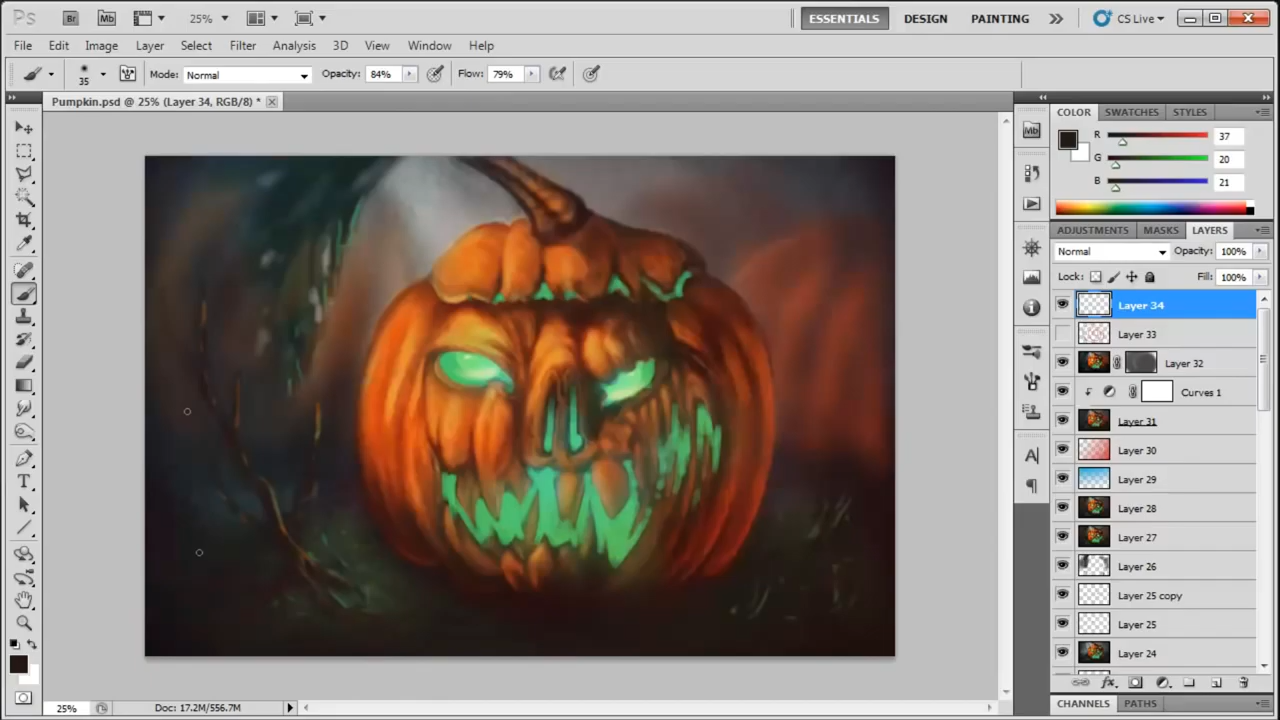 Ps Br Mb 25% ESSENTIALS DESIGN PAINTING CS Live
File Edit Image Layer Select Filter Analysis 3D View Window Help
35 Mode: Normal Opacity: 84% Flow: 79%
Pumpkin.psd @ 25% (Layer 34, RGB/8) *
COLOR SWATCHES STYLES
Mb
R 37
G 20
B 21
ADJUSTMENTS MASKS LAYERS
Normal Opacity: 100%
Lock: Fill: 100%
Layer 34
Layer 33
Layer 32
Curves 1
Layer 31
Layer 30
Layer 29
Layer 28
Layer 27
Layer 26
Layer 25 copy
Layer 25
Layer 24
A
T
fx
CHANNELS PATHS
25% Doc: 17.2M/556.7M